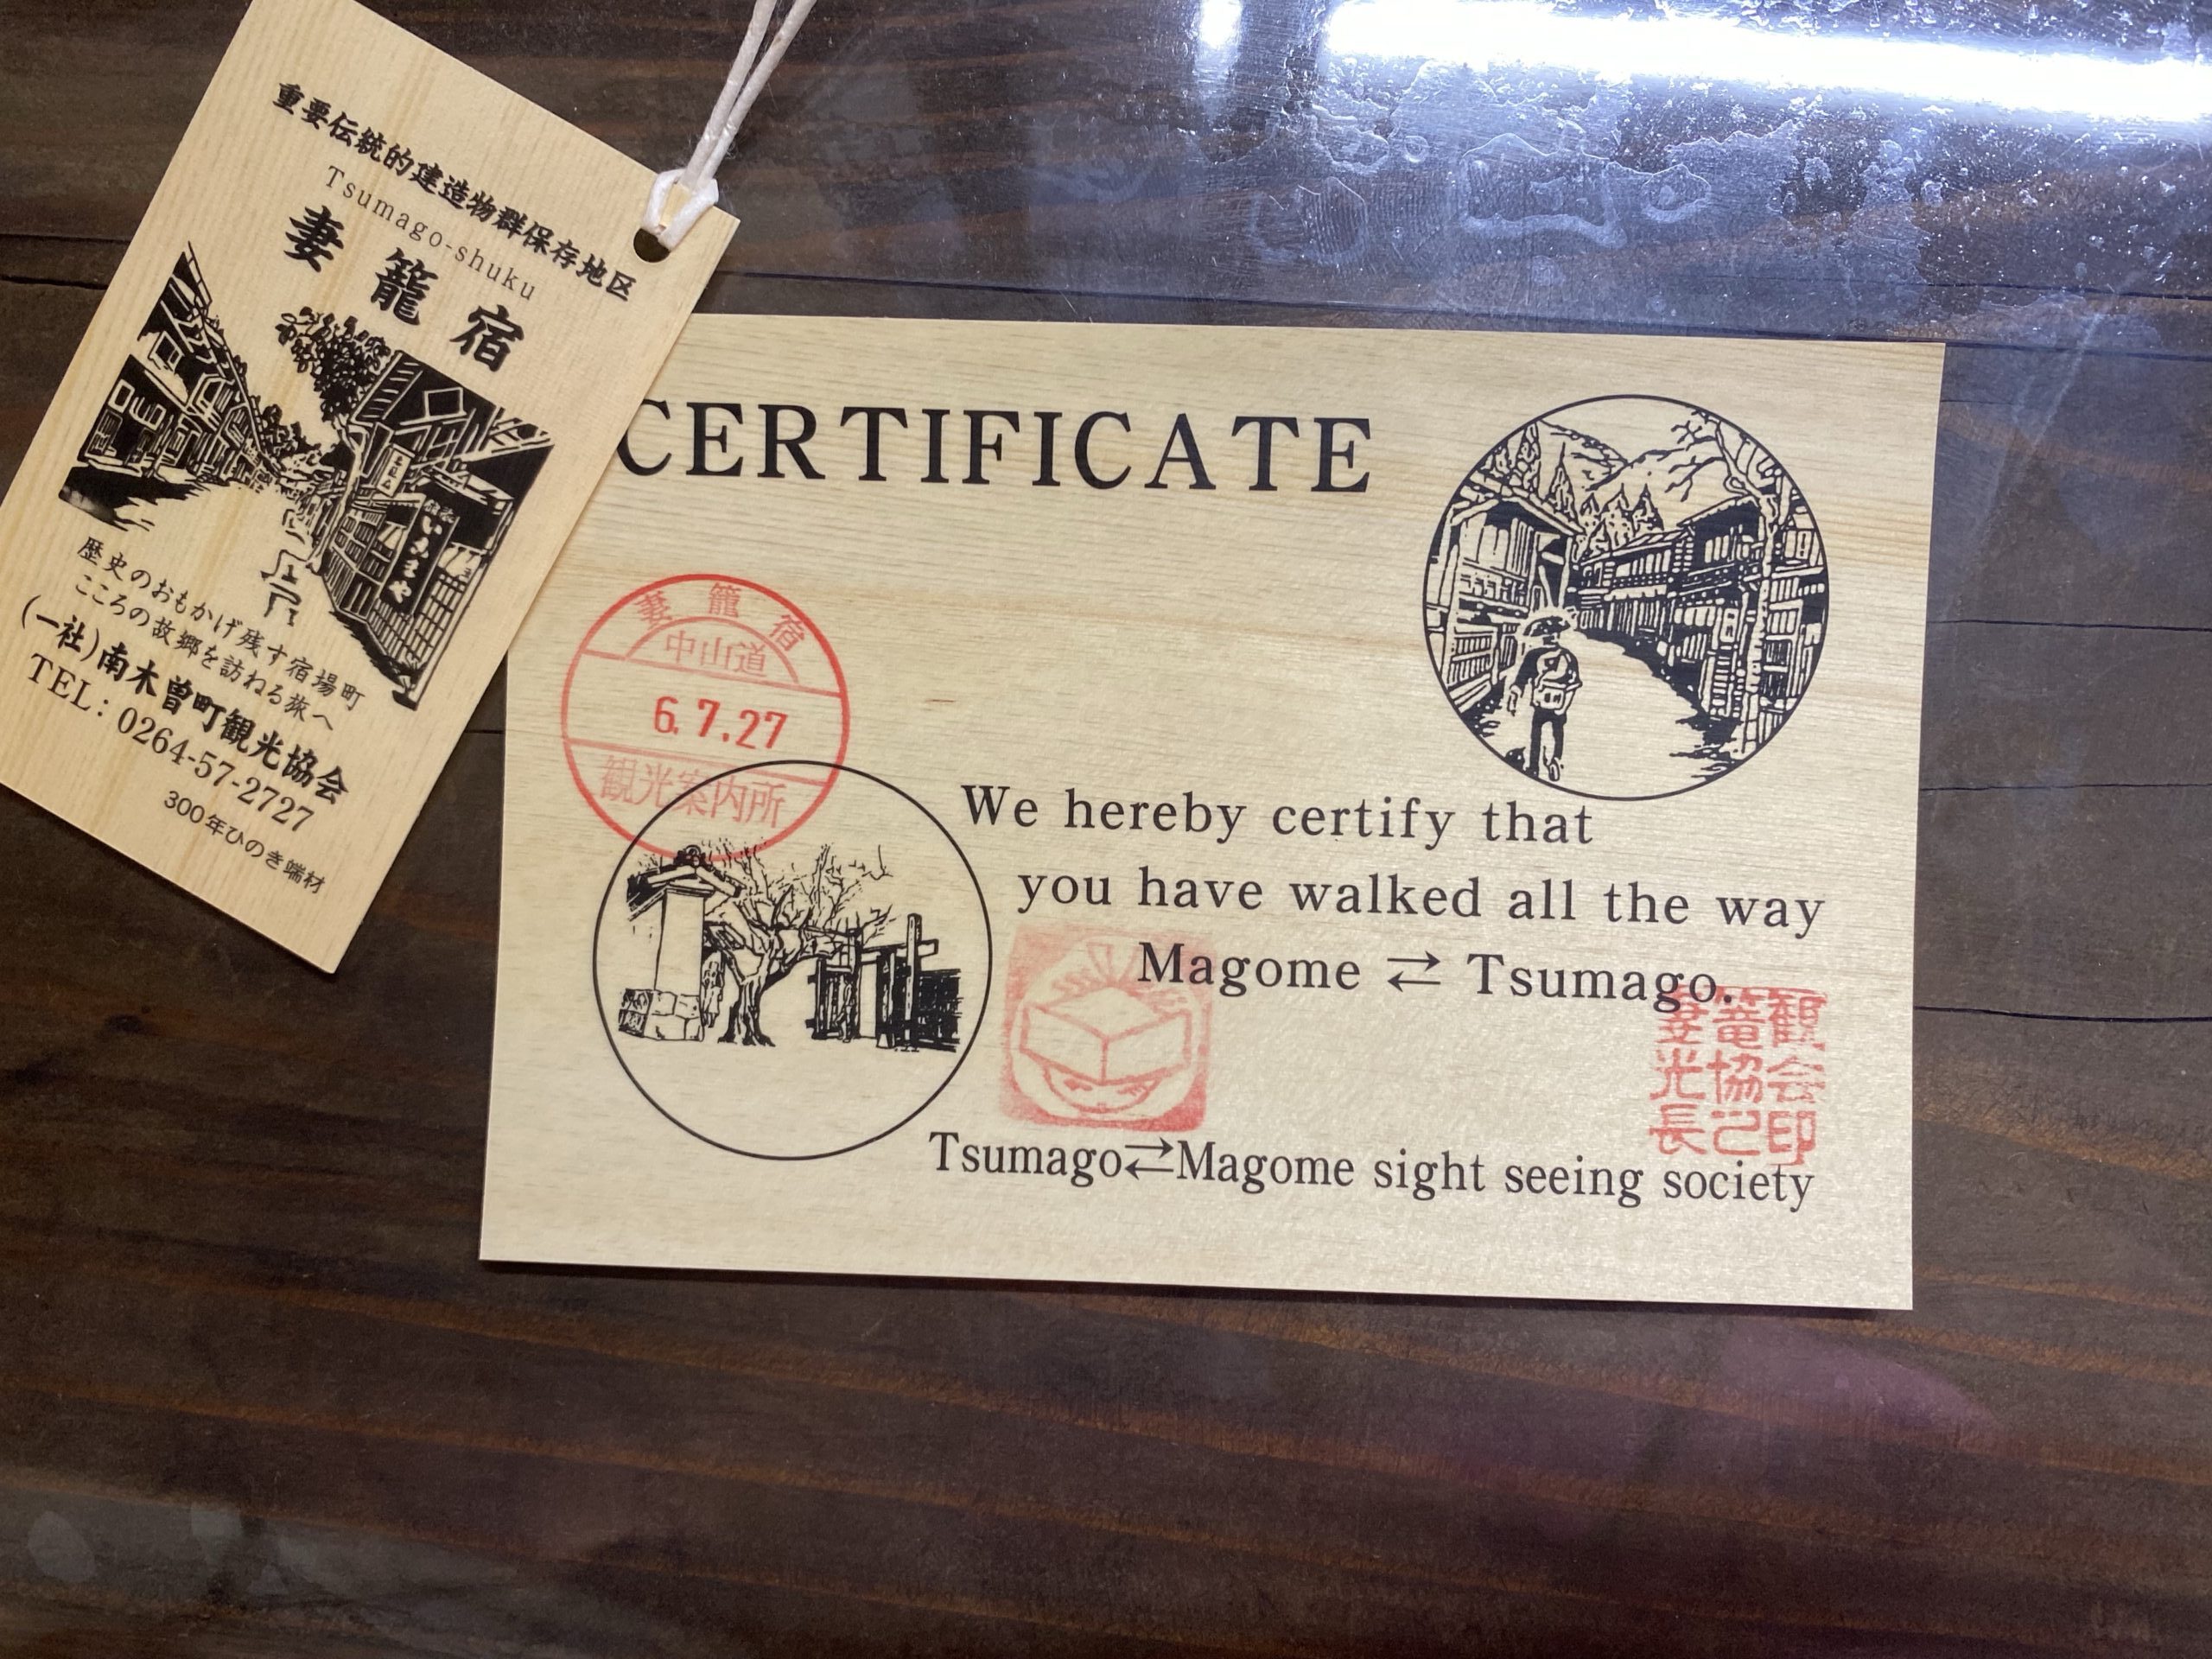 重要伝統的建造物群保存地区
Tsumago-shuku
妻籠宿
歴史のおもかげ残す宿場町
こころの故郷を訪ねる旅へ
(一社)南木曽町観光協会
TEL: 0264-57-2727
300年ひのき端材
CERTIFICATE
妻籠宿
中山道
6.7.27
観光案内所
We hereby certify that
you have walked all the way
Magome ⇄ Tsumago.
妻籠観
光協会
長之印
Tsumago⇄Magome sight seeing society